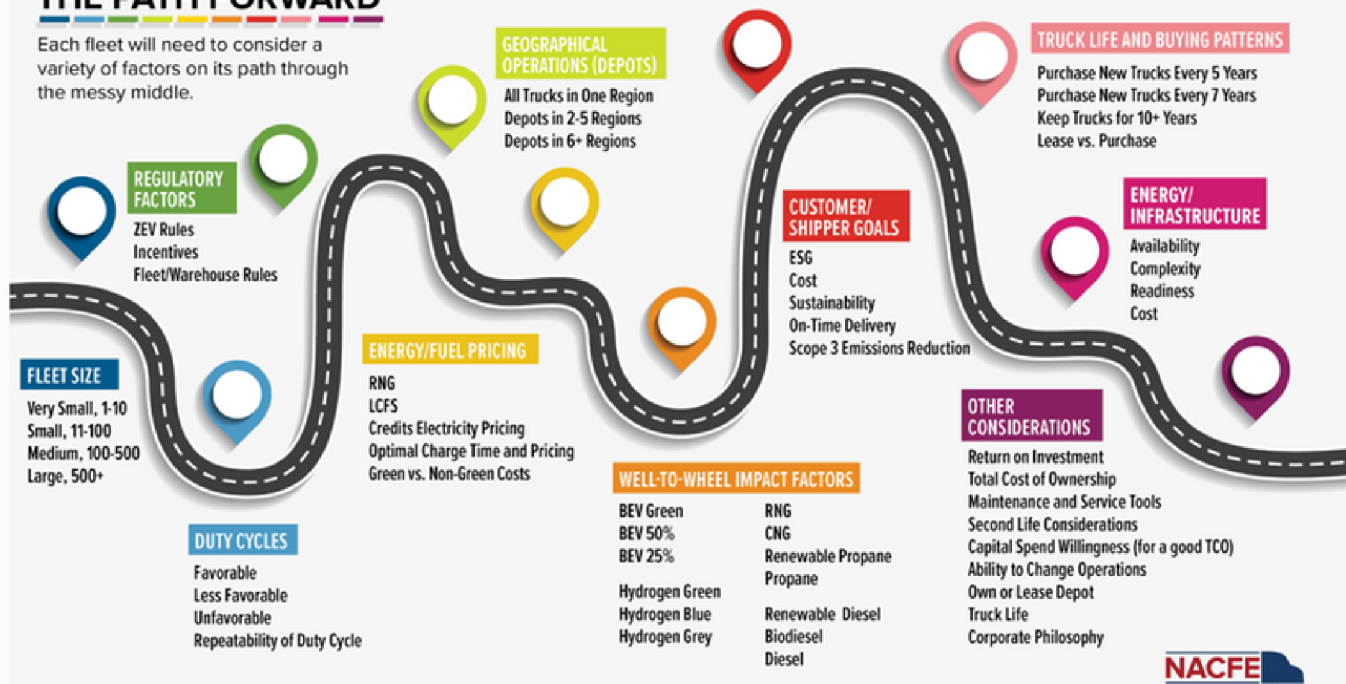 THE PATH FORWARD
Each fleet will need to consider a
variety of factors on its path through
the messy middle.
FLEET SIZE
Very Small, 1-10
Small, 11-100
Medium, 100-500
Large, 500+
DUTY CYCLES
Favorable
Less Favorable
Unfavorable
Repeatability of Duty Cycle
REGULATORY
FACTORS
ZEV Rules
Incentives
Fleet/Warehouse Rules
GEOGRAPHICAL
OPERATIONS (DEPOTS)
All Trucks in One Region
Depots in 2-5 Regions
Depots in 6+ Regions
ENERGY/FUEL PRICING
RNG
LCFS
Credits Electricity Pricing
Optimal Charge Time and Pricing
Green vs. Non-Green Costs
WELL-TO-WHEEL IMPACT FACTORS
BEV Green
BEV 50%
BEV 25%
Hydrogen Green
Hydrogen Blue
Hydrogen Grey
RNG
CNG
Renewable Propane
Propane
Renewable Diesel
Biodiesel
Diesel
CUSTOMER/
SHIPPER GOALS
ESG
Cost
Sustainability
On-Time Delivery
Scope 3 Emissions Reduction
TRUCK LIFE AND BUYING PATTERNS
Purchase New Trucks Every 5 Years
Purchase New Trucks Every 7 Years
Keep Trucks for 10+ Years
Lease vs. Purchase
ENERGY/
INFRASTRUCTURE
Availability
Complexity
Readiness
Cost
OTHER
CONSIDERATIONS
Return on Investment
Total Cost of Ownership
Maintenance and Service Tools
Second Life Considerations
Capital Spend Willingness (for a good TCO)
Ability to Change Operations
Own or Lease Depot
Truck Life
Corporate Philosophy
NACFE